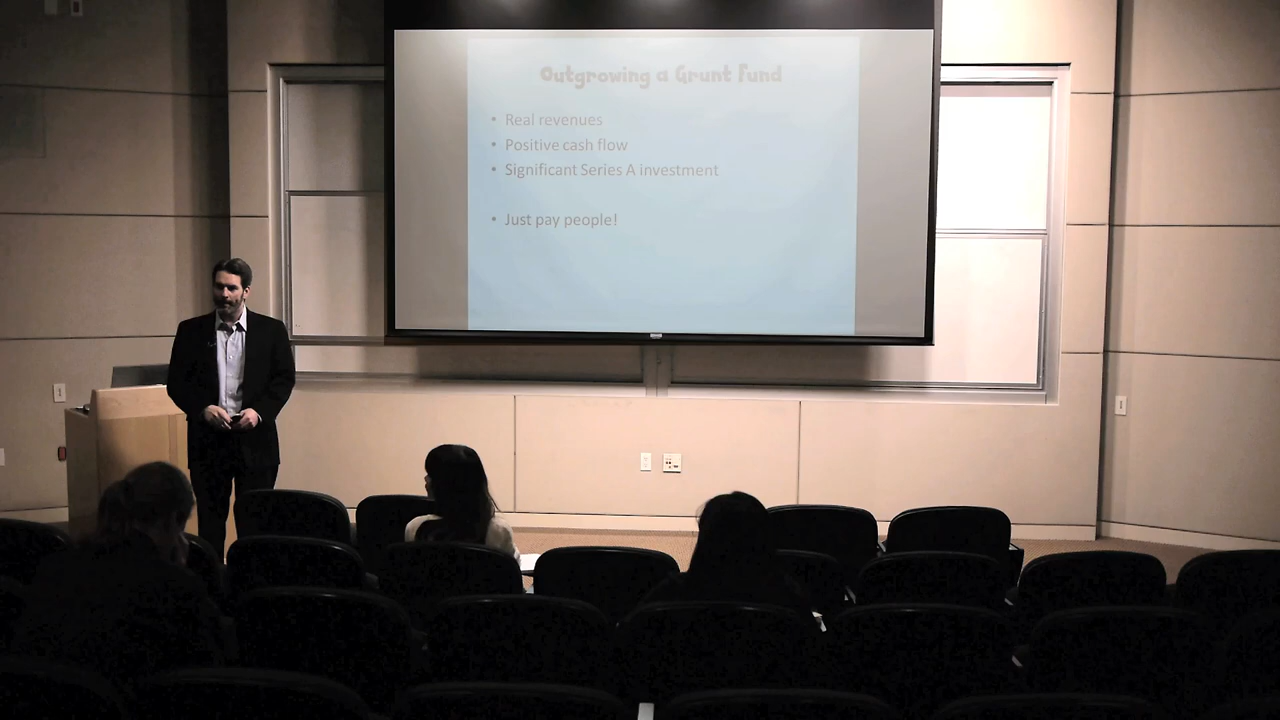 Outgrowing a Grunt Fund
• Real revenues
• Positive cash flow
• Significant Series A investment
• Just pay people!